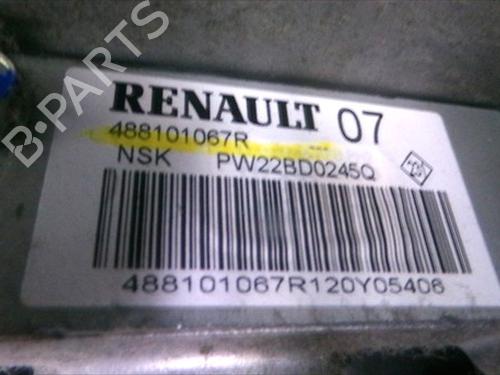 B-PARTS
RENAULT 07
488101067R ---
NSK PW22BD0245Q
488101067R120Y05406